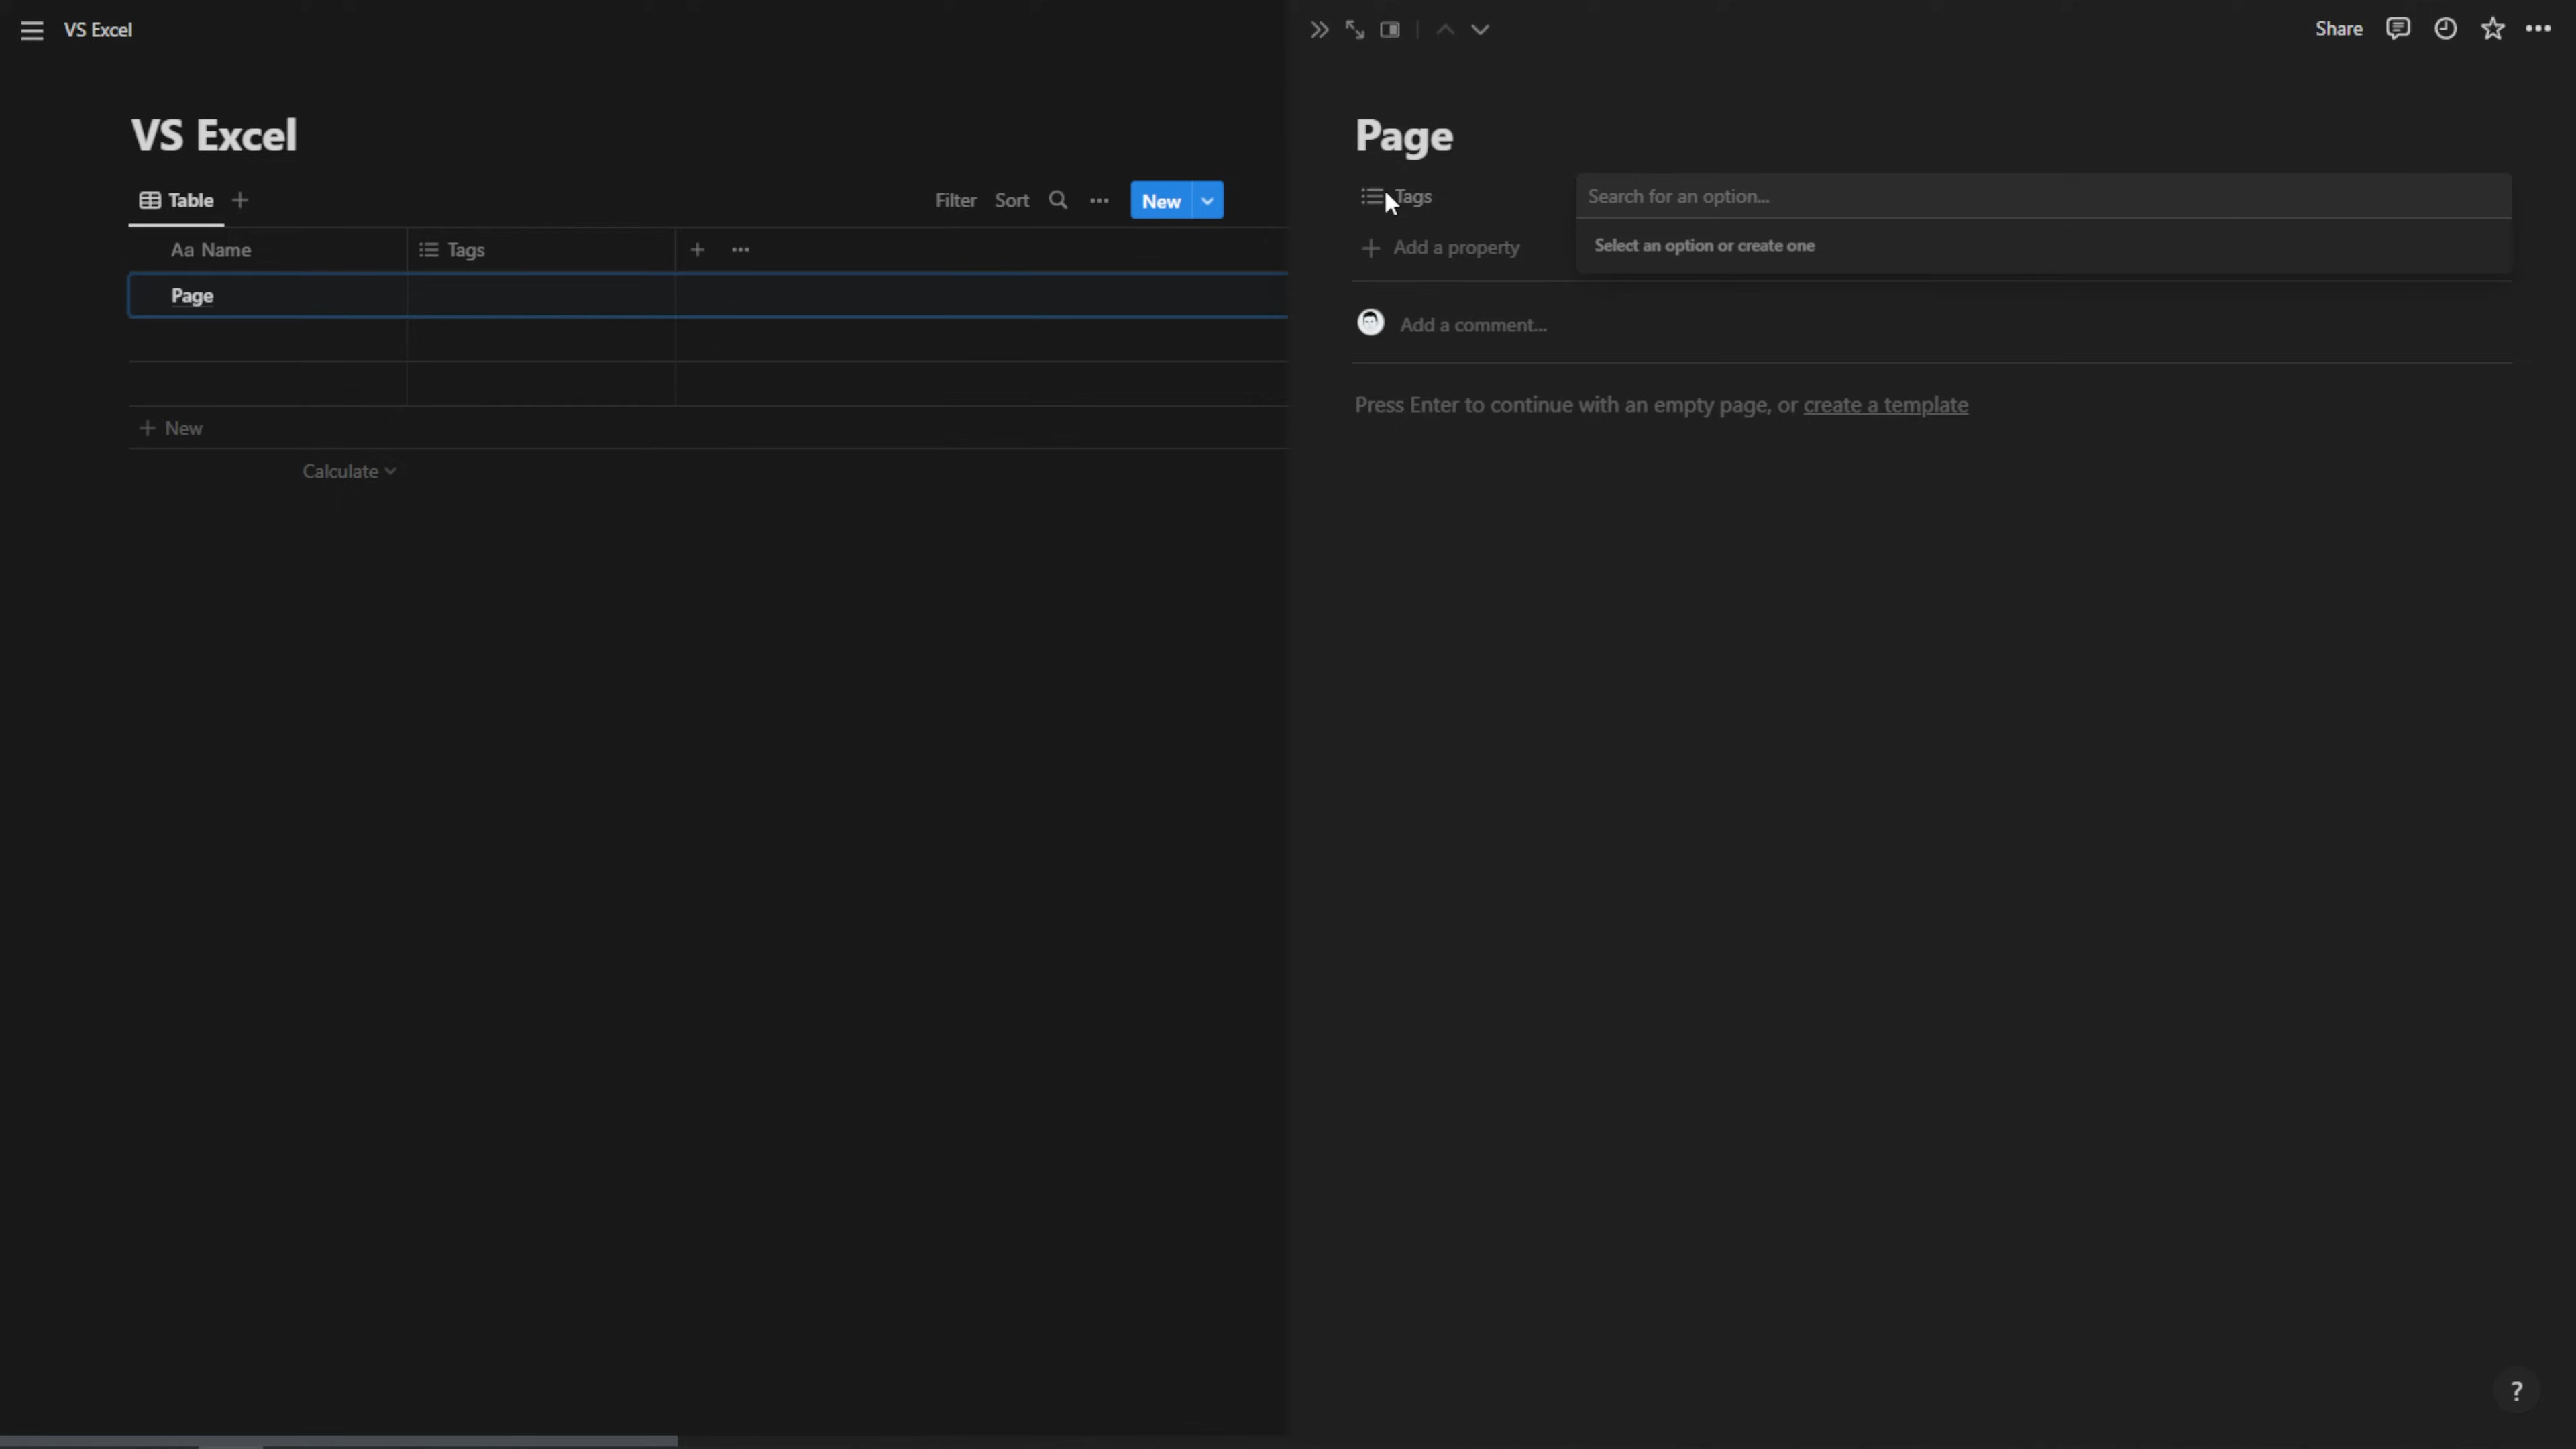 VS Excel
VS Excel
Table
Filter Sort New
Aa Name Tags
Page
New
Calculate
Share
Page
Tags Search for an option...
Add a property Select an option or create one
Add a comment...
Press Enter to continue with an empty page, or create a template
?